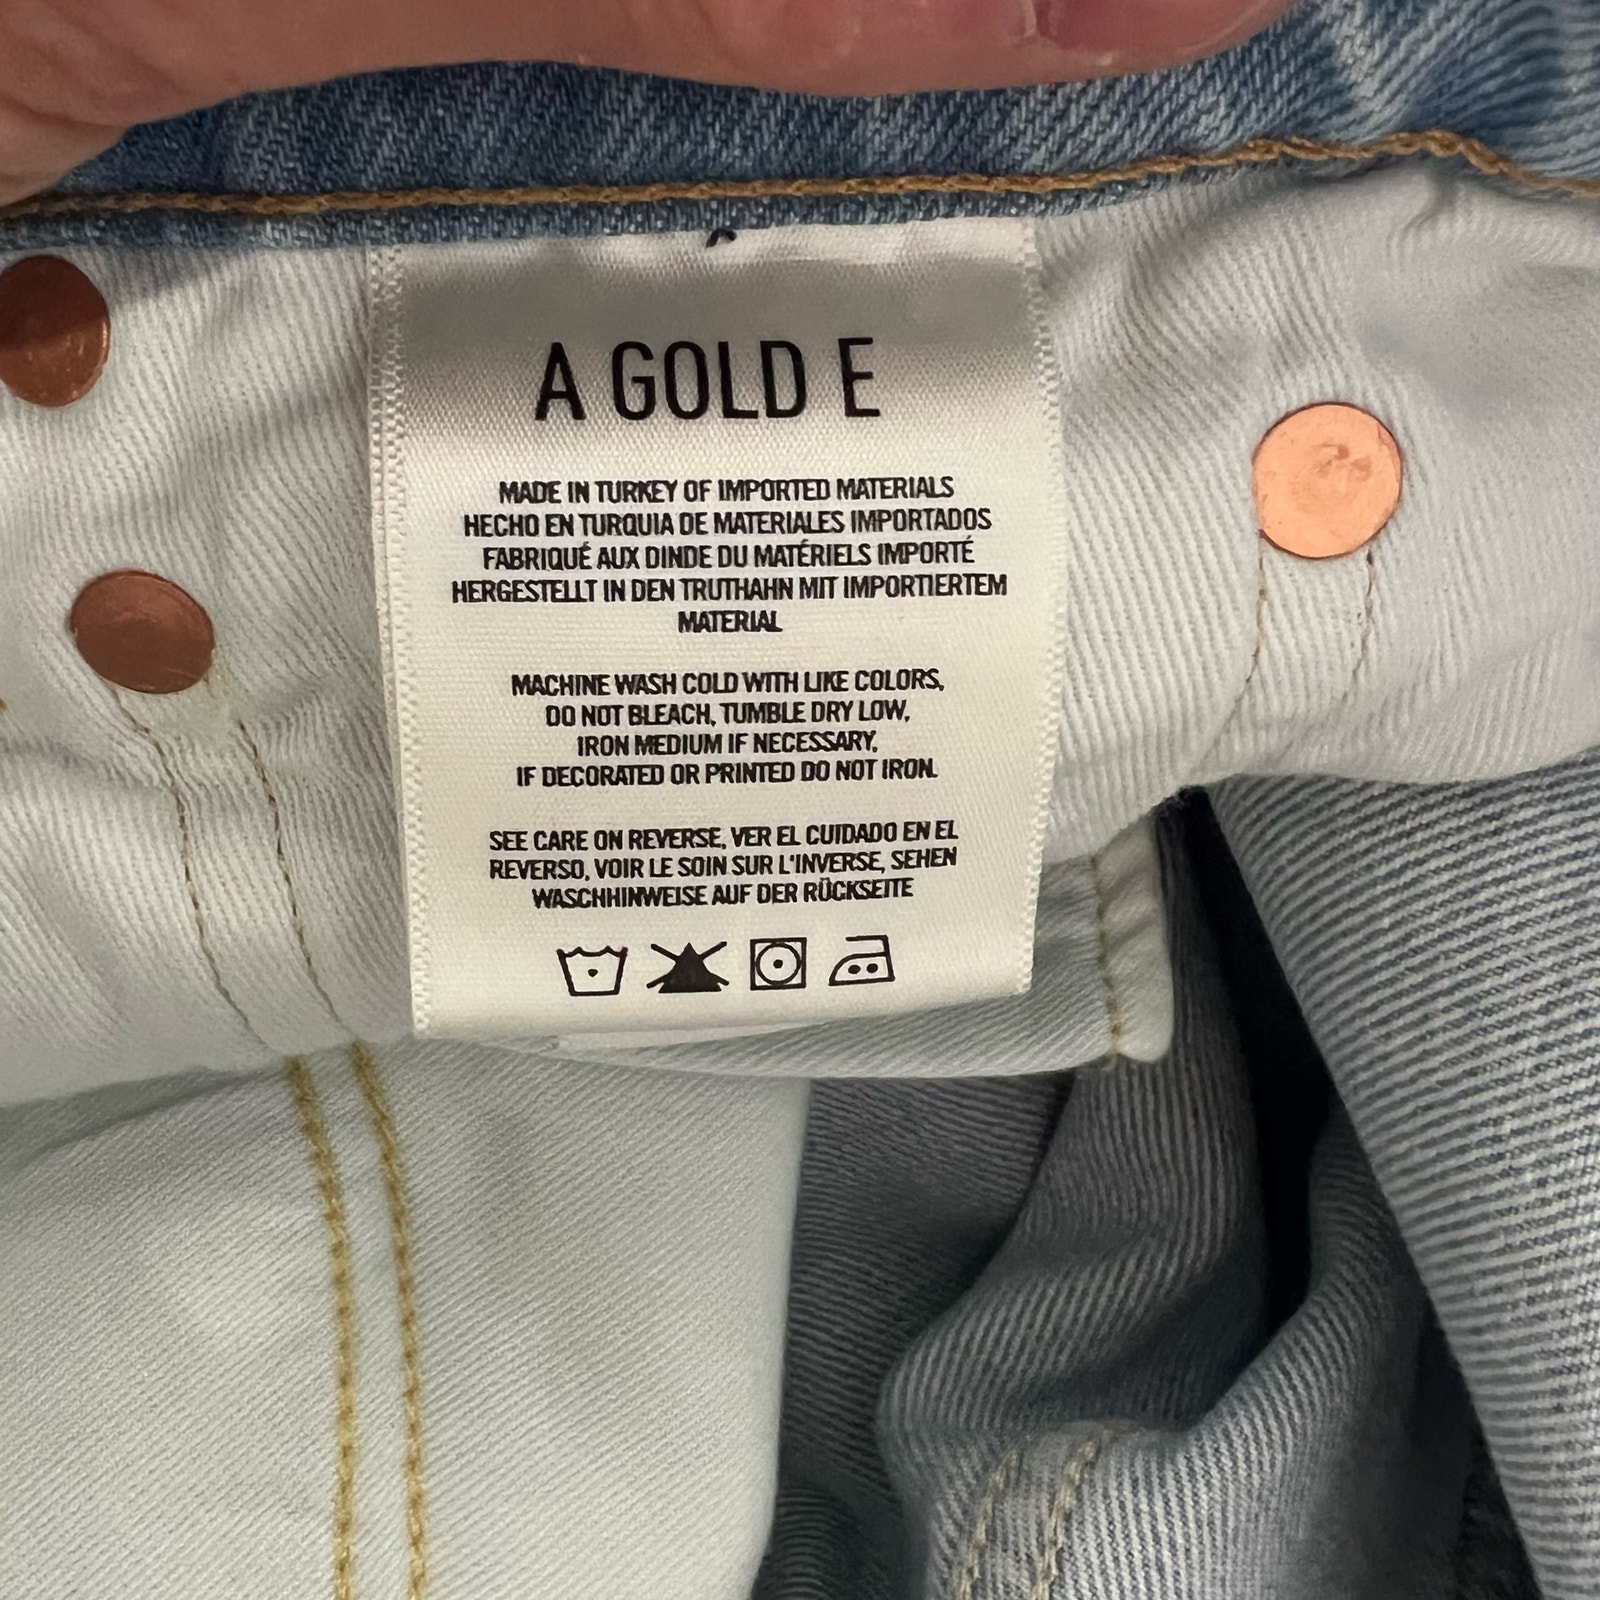 A GOLD E
MADE IN TURKEY OF IMPORTED MATERIALS
HECHO EN TURQUIA DE MATERIALES IMPORTADOS
FABRIQUÉ AUX DINDE DU MATÉRIELS IMPORTÉ
HERGESTELLT IN DEN TRUTHAHN MIT IMPORTIERTEM
MATERIAL
MACHINE WASH COLD WITH LIKE COLORS,
DO NOT BLEACH, TUMBLE DRY LOW,
IRON MEDIUM IF NECESSARY,
IF DECORATED OR PRINTED DO NOT IRON.
SEE CARE ON REVERSE, VER EL CUIDADO EN EL
REVERSO, VOIR LE SOIN SUR L'INVERSE, SEHEN
WASCHHINWEISE AUF DER RÜCKSEITE